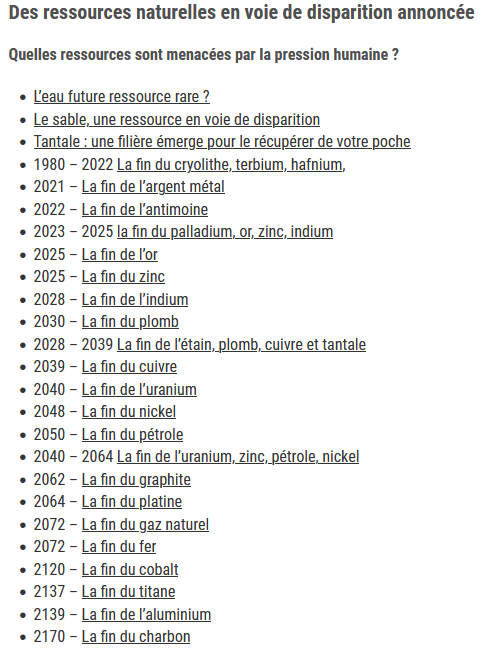 Des ressources naturelles en voie de disparition annoncée
Quelles ressources sont menacées par la pression humaine ?
• L’eau future ressource rare ?
• Le sable, une ressource en voie de disparition
• Tantale : une filière émerge pour le récupérer de votre poche
• 1980 – 2022 La fin du cryolithe, terbium, hafnium,
• 2021 – La fin de l’argent métal
• 2022 – La fin de l’antimoine
• 2023 – 2025 la fin du palladium, or, zinc, indium
• 2025 – La fin de l’or
• 2025 – La fin du zinc
• 2028 – La fin de l’indium
• 2030 – La fin du plomb
• 2028 – 2039 La fin de l’étain, plomb, cuivre et tantale
• 2039 – La fin du cuivre
• 2040 – La fin de l’uranium
• 2048 – La fin du nickel
• 2050 – La fin du pétrole
• 2040 – 2064 La fin de l’uranium, zinc, pétrole, nickel
• 2062 – La fin du graphite
• 2064 – La fin du platine
• 2072 – La fin du gaz naturel
• 2072 – La fin du fer
• 2120 – La fin du cobalt
• 2137 – La fin du titane
• 2139 – La fin de l’aluminium
• 2170 – La fin du charbon